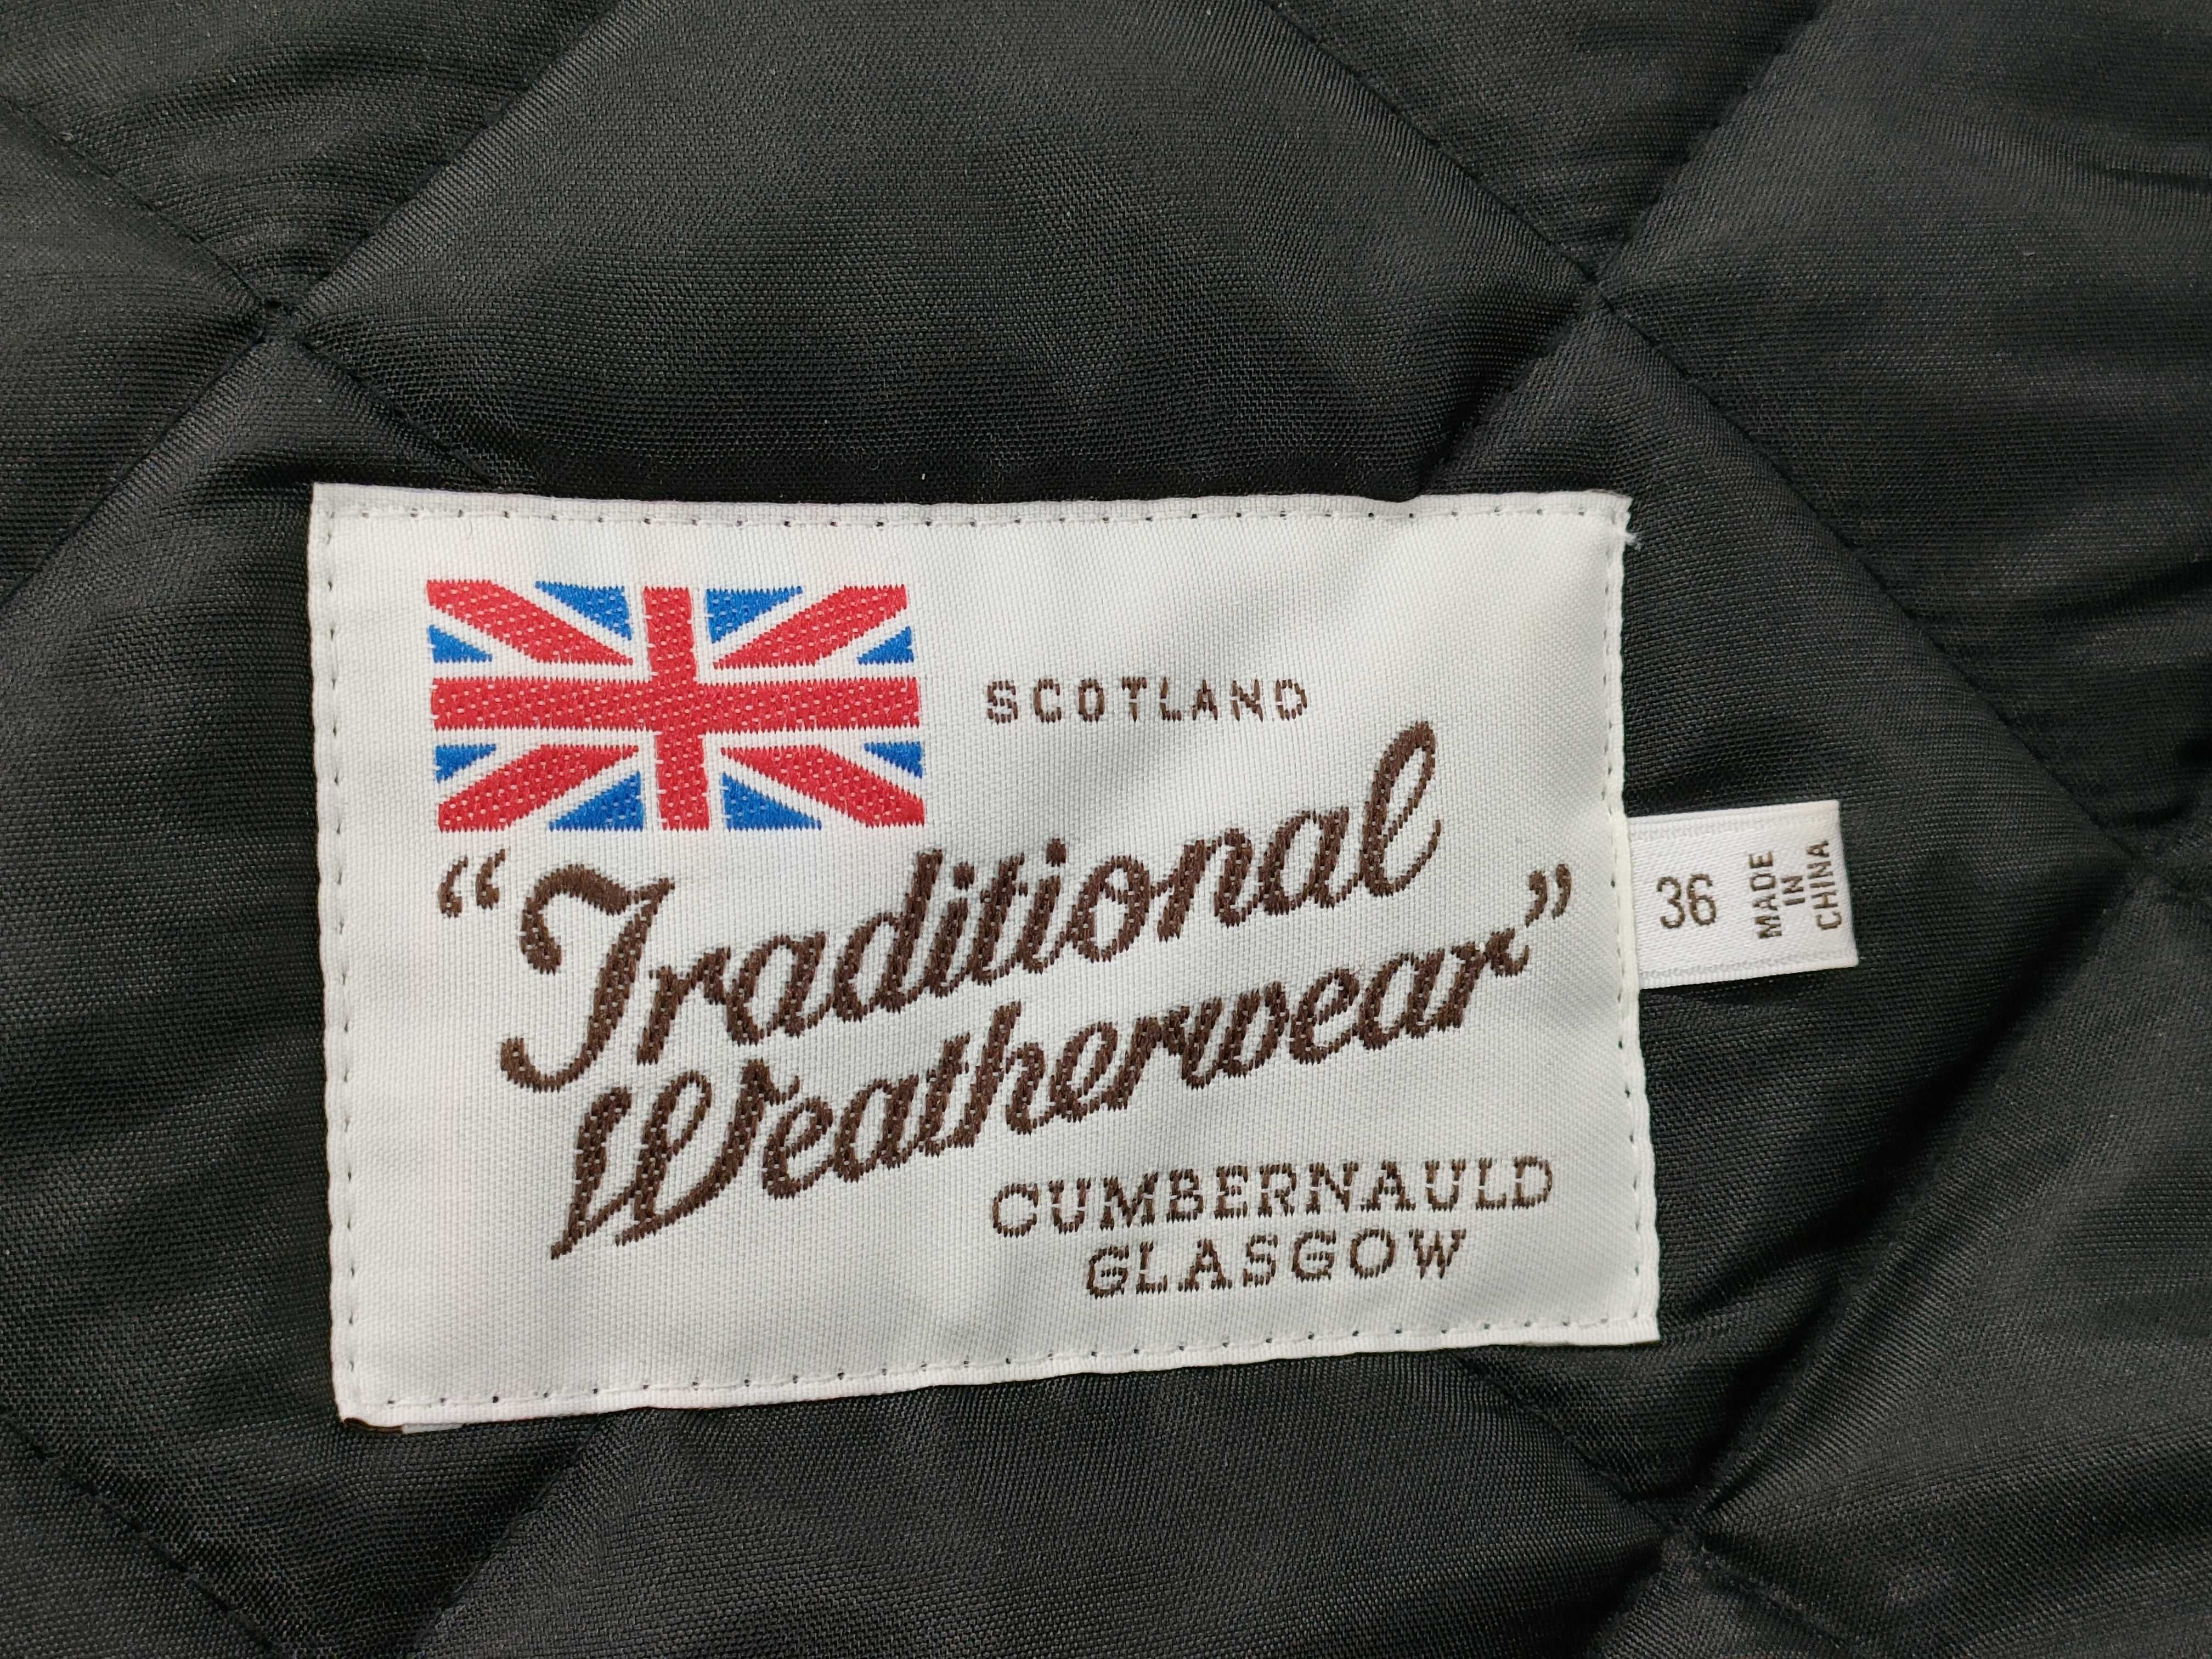 SCOTLAND
“Traditional
Weatherwear”
CUMBERNAULD
GLASGOW
36
MADE
IN
CHINA